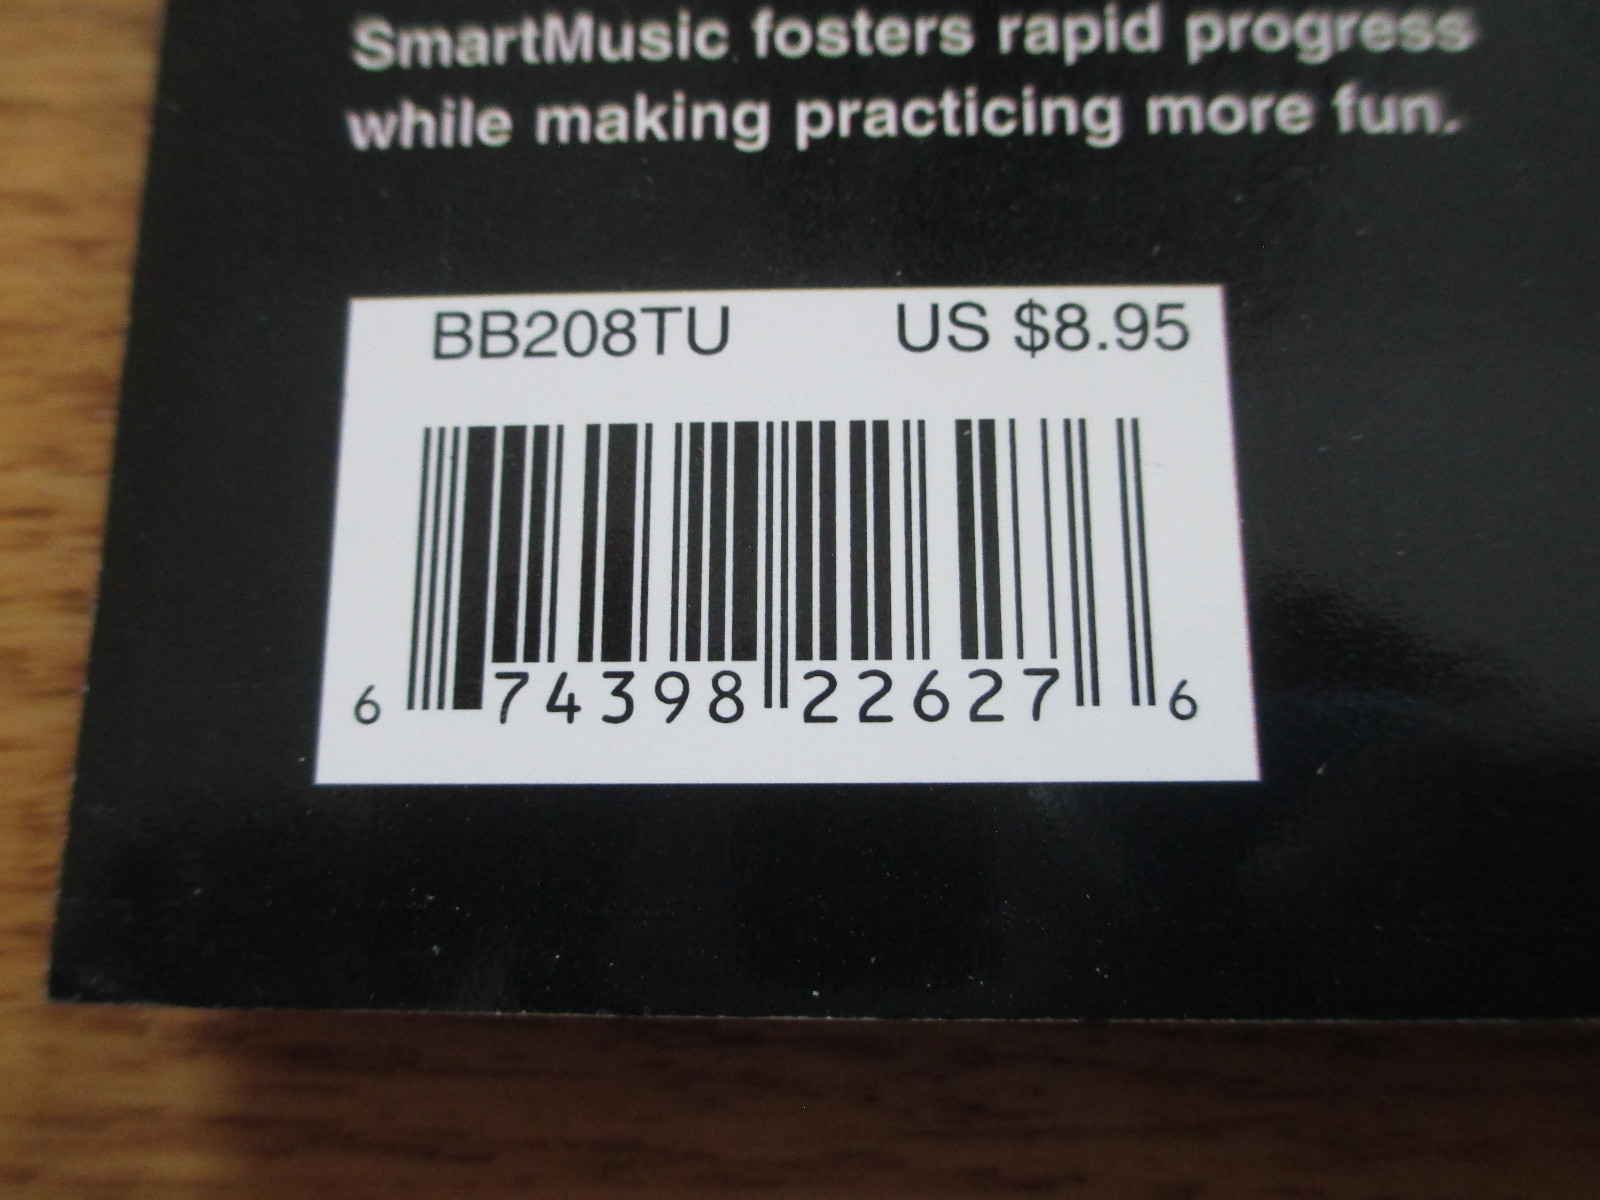 SmartMusic fosters rapid progress
while making practicing more fun.
BB208TU US $8.95
6 74398 22627 6